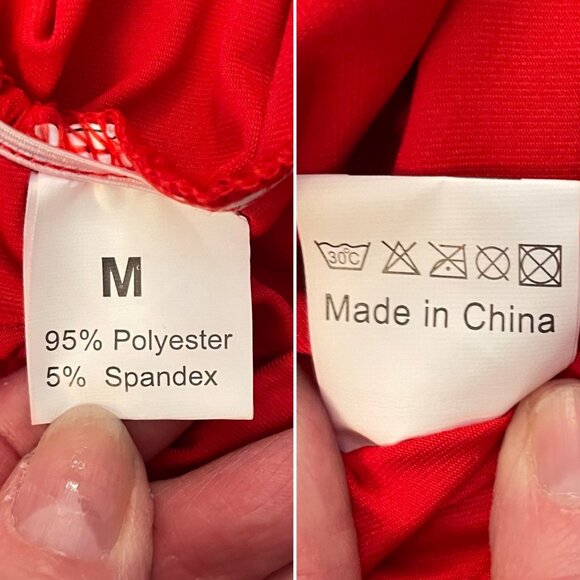 M
95% Polyester
5% Spandex
30°C
Made in China